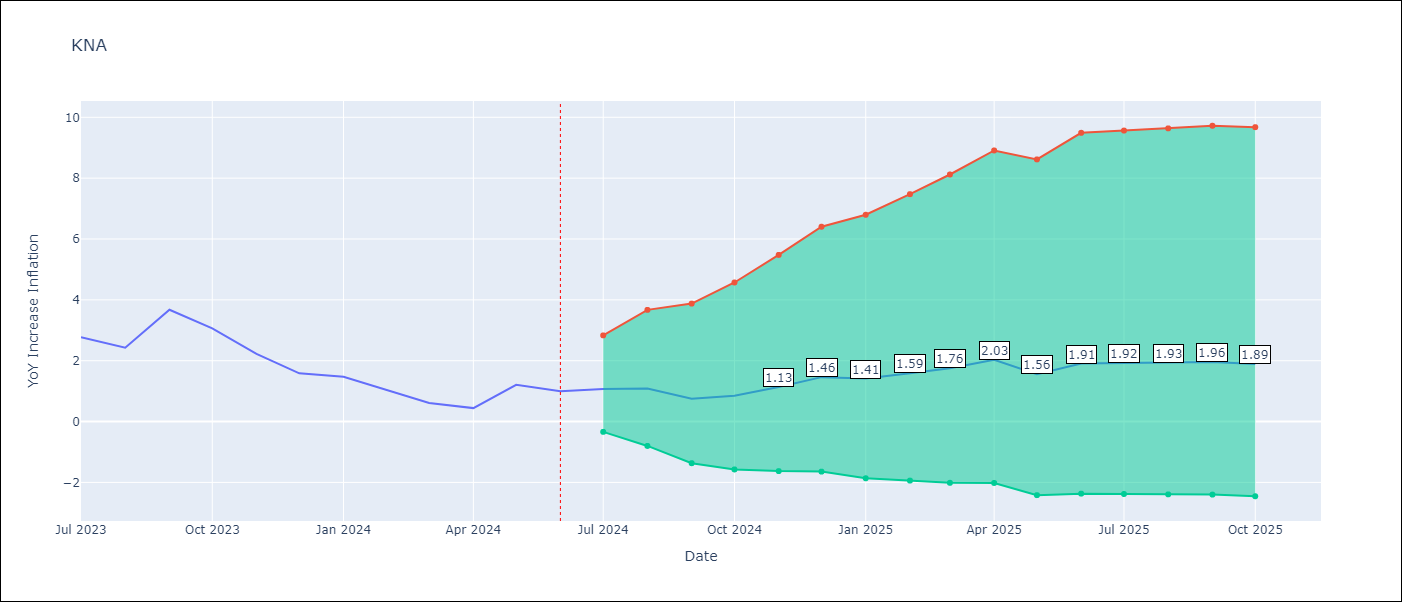 KNA
10
8
6
4
2
0
−2
YoY Increase Inflation
1.13
1.46
1.41
1.59
1.76
2.03
1.56
1.91
1.92
1.93
1.96
1.89
Jul 2023
Oct 2023
Jan 2024
Apr 2024
Jul 2024
Oct 2024
Jan 2025
Apr 2025
Jul 2025
Oct 2025
Date